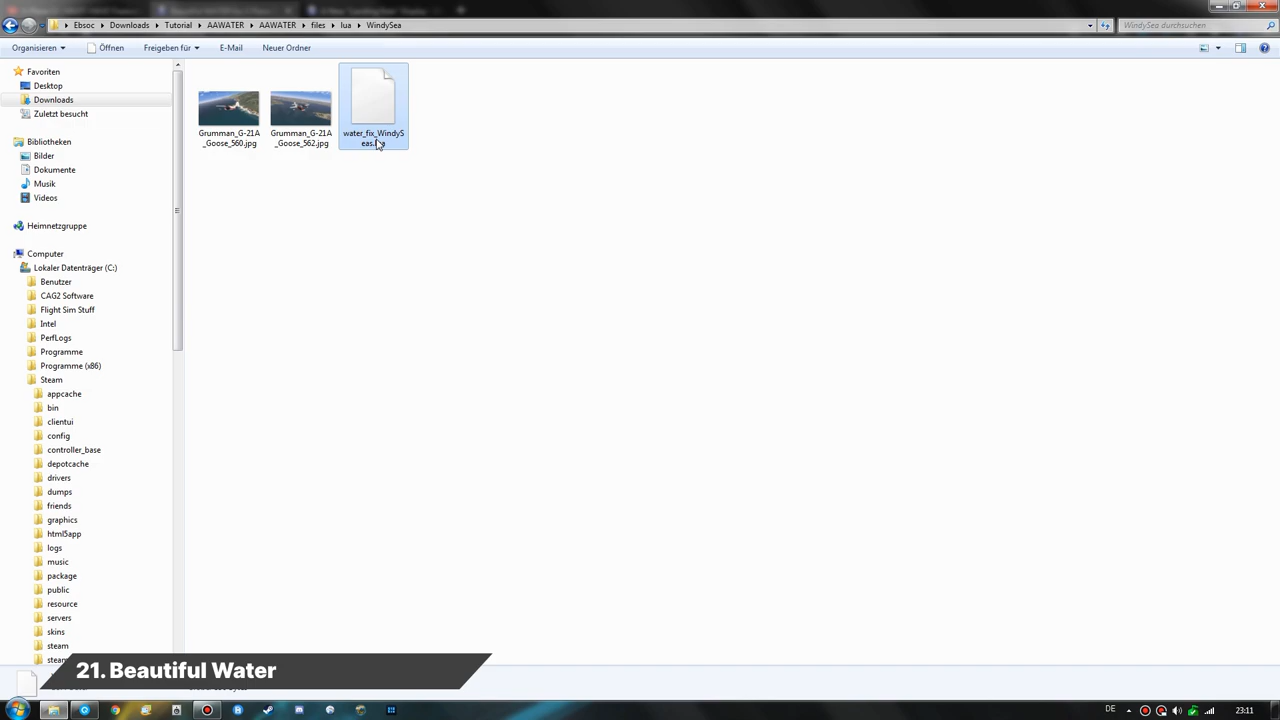 Ebsoc
Downloads
Tutorial
AAWATER
AAWATER
files
lua
WindySea
WindySea durchsuchen
Organisieren
Öffnen
Freigeben für
E-Mail
Neuer Ordner
Favoriten
Desktop
Downloads
Zuletzt besucht
Bibliotheken
Bilder
Dokumente
Musik
Videos
Heimnetzgruppe
Computer
Lokaler Datenträger (C:)
Benutzer
CAG2 Software
Flight Sim Stuff
Intel
PerfLogs
Programme
Programme (x86)
Steam
appcache
bin
clientui
config
controller_base
depotcache
drivers
dumps
friends
graphics
html5app
logs
music
package
public
resource
servers
skins
steam
Grumman_G-21A
_Goose_560.jpg
Grumman_G-21A
_Goose_562.jpg
water_fix_WindyS
21. Beautiful Water
DE
23:11